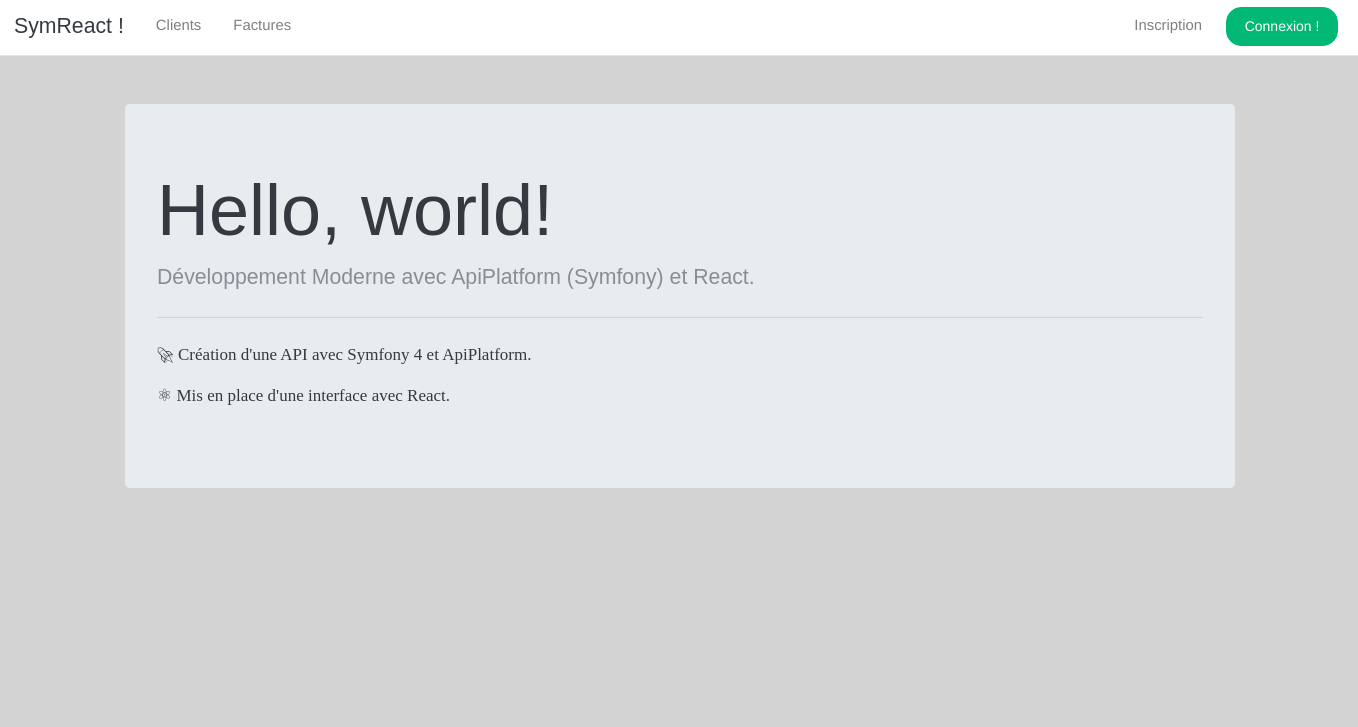 SymReact ! Clients Factures Inscription Connexion !
Hello, world!
Développement Moderne avec ApiPlatform (Symfony) et React.
🚀 Création d'une API avec Symfony 4 et ApiPlatform.
⚛ Mis en place d'une interface avec React.